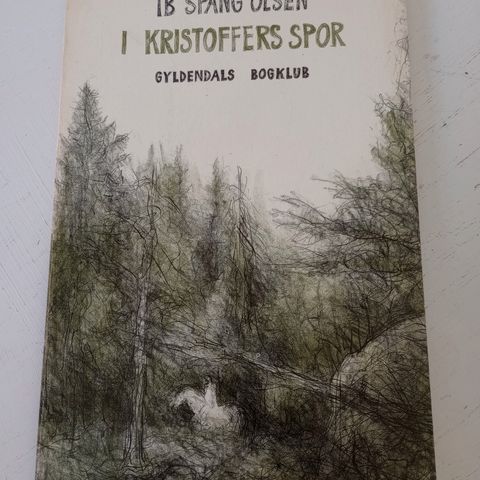 IB SPANG OLSEN
I KRISTOFFERS SPOR
GYLDENDALS BOGKLUB